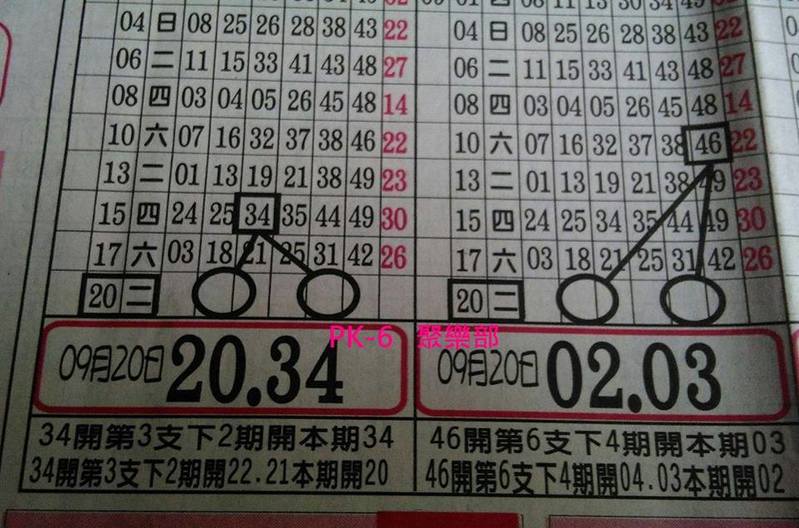 04 日 08 25 26 28 38 43 22
06 二 11 15 33 41 43 48 27
08 四 03 04 05 26 45 48 14
10 六 07 16 32 37 38 46 22
13 二 01 13 19 21 38 49 23
15 四 24 25 34 35 44 49 30
17 六 03 18 21 25 31 42 26
20 二
09月20日 20.34
34開第3支下2期開本期34
34開第3支下2期開22.21本期開20
04 日 08 25 26 28 38 43 22
06 二 11 15 33 41 43 48 27
08 四 03 04 05 26 45 48 14
10 六 07 16 32 37 38 46 22
13 二 01 13 19 21 38 49 23
15 四 24 25 34 35 44 49 30
17 六 03 18 21 25 31 42 26
20 二
09月20日 02.03
46開第6支下4期開本期03
46開第6支下4期開04.03本期開02
PK-6 聚樂部